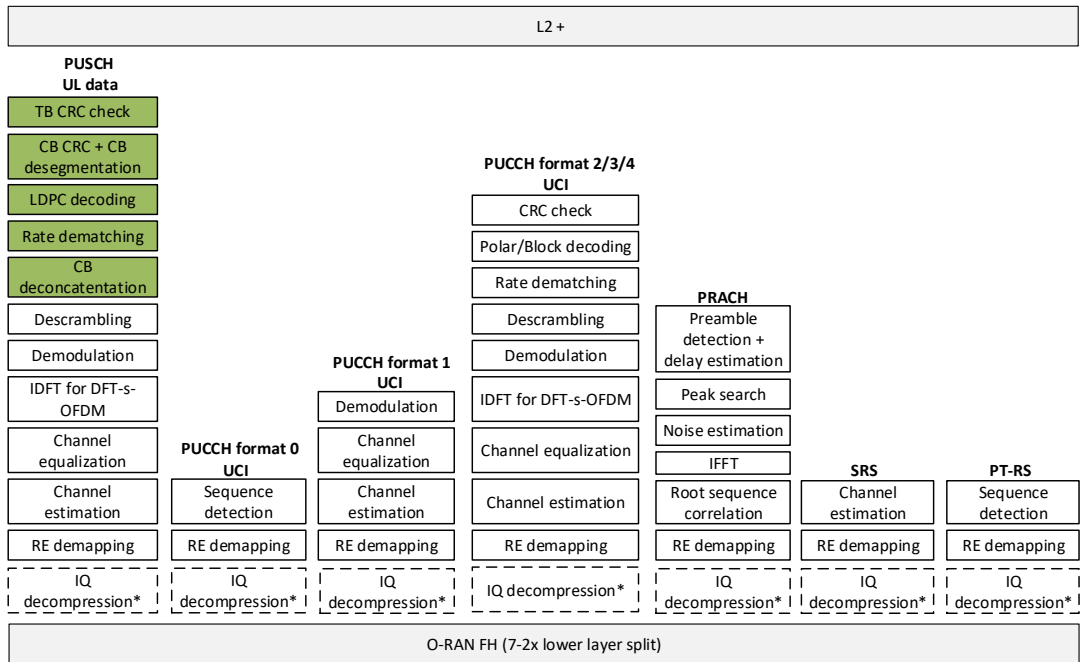 L2 +
PUSCH
UL data
TB CRC check
CB CRC + CB
desegmentation
LDPC decoding
Rate dematching
CB
deconcatentation
Descrambling
Demodulation
IDFT for DFT-s-
OFDM
Channel
equalization
Channel
estimation
RE demapping
IQ
decompression*
PUCCH format 0
UCI
Sequence
detection
RE demapping
IQ
decompression*
PUCCH format 1
UCI
Demodulation
Channel
equalization
Channel
estimation
RE demapping
IQ
decompression*
PUCCH format 2/3/4
UCI
CRC check
Polar/Block decoding
Rate dematching
Descrambling
Demodulation
IDFT for DFT-s-OFDM
Channel equalization
Channel estimation
RE demapping
IQ decompression*
PRACH
Preamble
detection +
delay estimation
Peak search
Noise estimation
IFFT
Root sequence
correlation
RE demapping
IQ
decompression*
SRS
Channel
estimation
RE demapping
IQ
decompression*
PT-RS
Sequence
detection
RE demapping
IQ
decompression*
O-RAN FH (7-2x lower layer split)